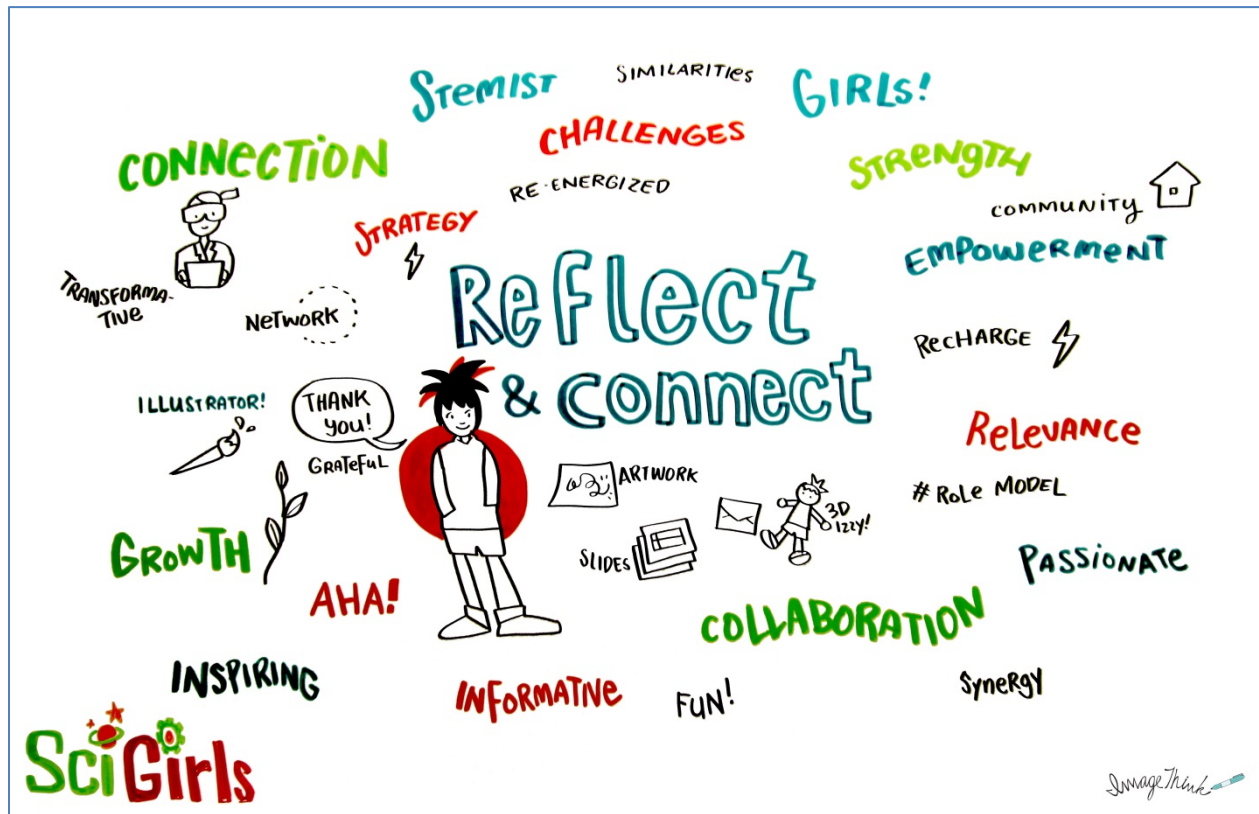 STEMIST
SIMILARITIES
GIRLS!
CHALLENGES
CONNECTION
STRENGTH
RE-ENERGIZED
COMMUNITY
STRATEGY
EMPOWERMENT
TRANSFORMA-
TIVE
NETWORK
Reflect
& connect
RECHARGE
ILLUSTRATOR!
THANK
YOU!
GRATEFUL
RELEVANCE
ARTWORK
# ROLE MODEL
3D
IZZY!
GROWTH
SLIDES
PASSIONATE
AHA!
COLLABORATION
INSPIRING
INFORMATIVE
FUN!
SYNERGY
SciGirls
ImageThink